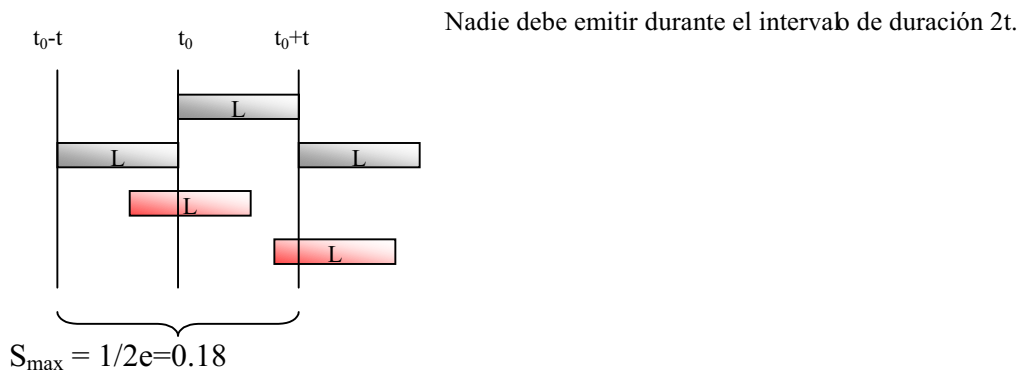 Nadie debe emitir durante el intervalo de duración 2t.
t₀-t t₀ t₀+t
L
L L
L
L
Sₘₐₓ = 1/2e=0.18